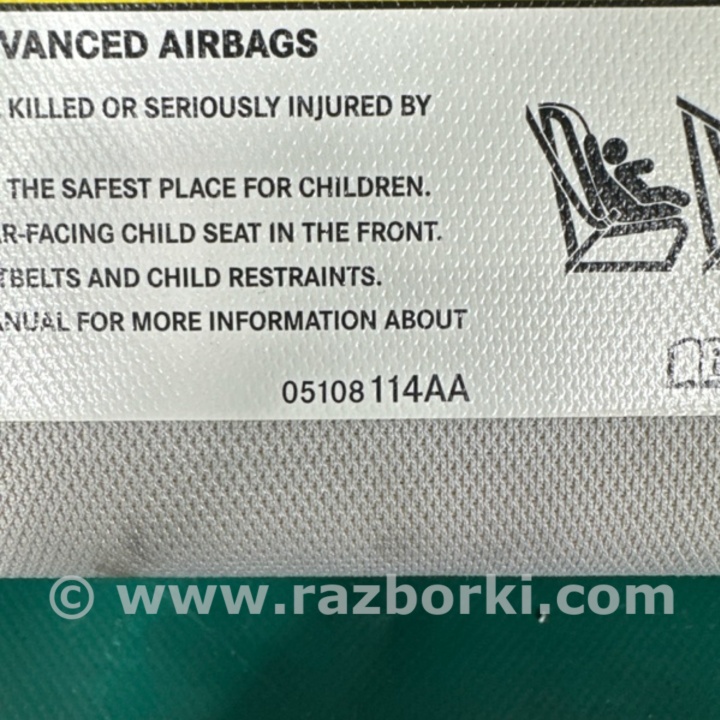 VANCED AIRBAGS
KILLED OR SERIOUSLY INJURED BY
THE SAFEST PLACE FOR CHILDREN.
R-FACING CHILD SEAT IN THE FRONT.
TBELTS AND CHILD RESTRAINTS.
NUAL FOR MORE INFORMATION ABOUT
05108114AA
© www.razborki.com